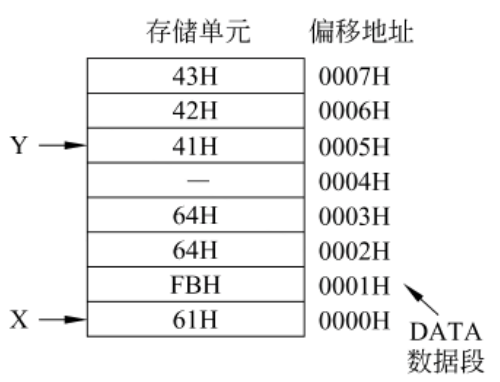 存储单元 偏移地址
43H 0007H
42H 0006H
Y 41H 0005H
— 0004H
64H 0003H
64H 0002H
FBH 0001H
X 61H 0000H
DATA
数据段